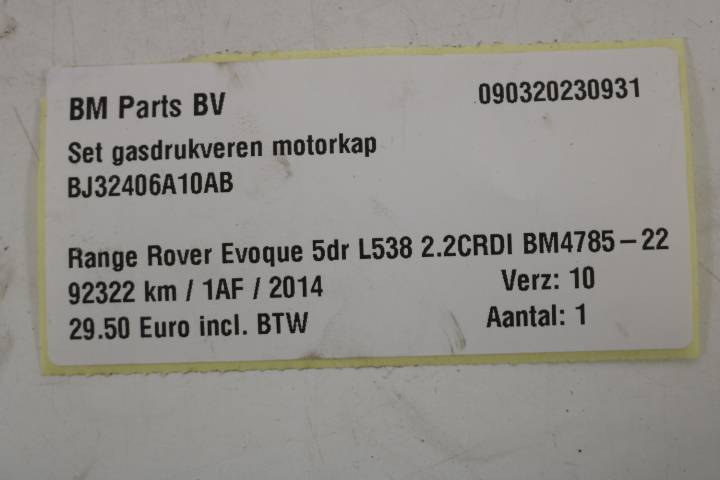 BM Parts BV 090320230931
Set gasdrukveren motorkap
BJ32406A10AB
Range Rover Evoque 5dr L538 2.2CRDI BM4785-22
92322 km / 1AF / 2014 Verz: 10
29.50 Euro incl. BTW Aantal: 1